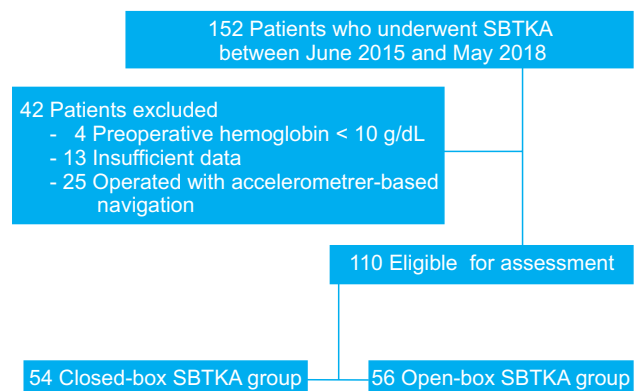 152 Patients who underwent SBTKA
between June 2015 and May 2018
42 Patients excluded
- 4 Preoperative hemoglobin < 10 g/dL
- 13 Insufficient data
- 25 Operated with accelerometrer-based
navigation
110 Eligible for assessment
54 Closed-box SBTKA group
56 Open-box SBTKA group